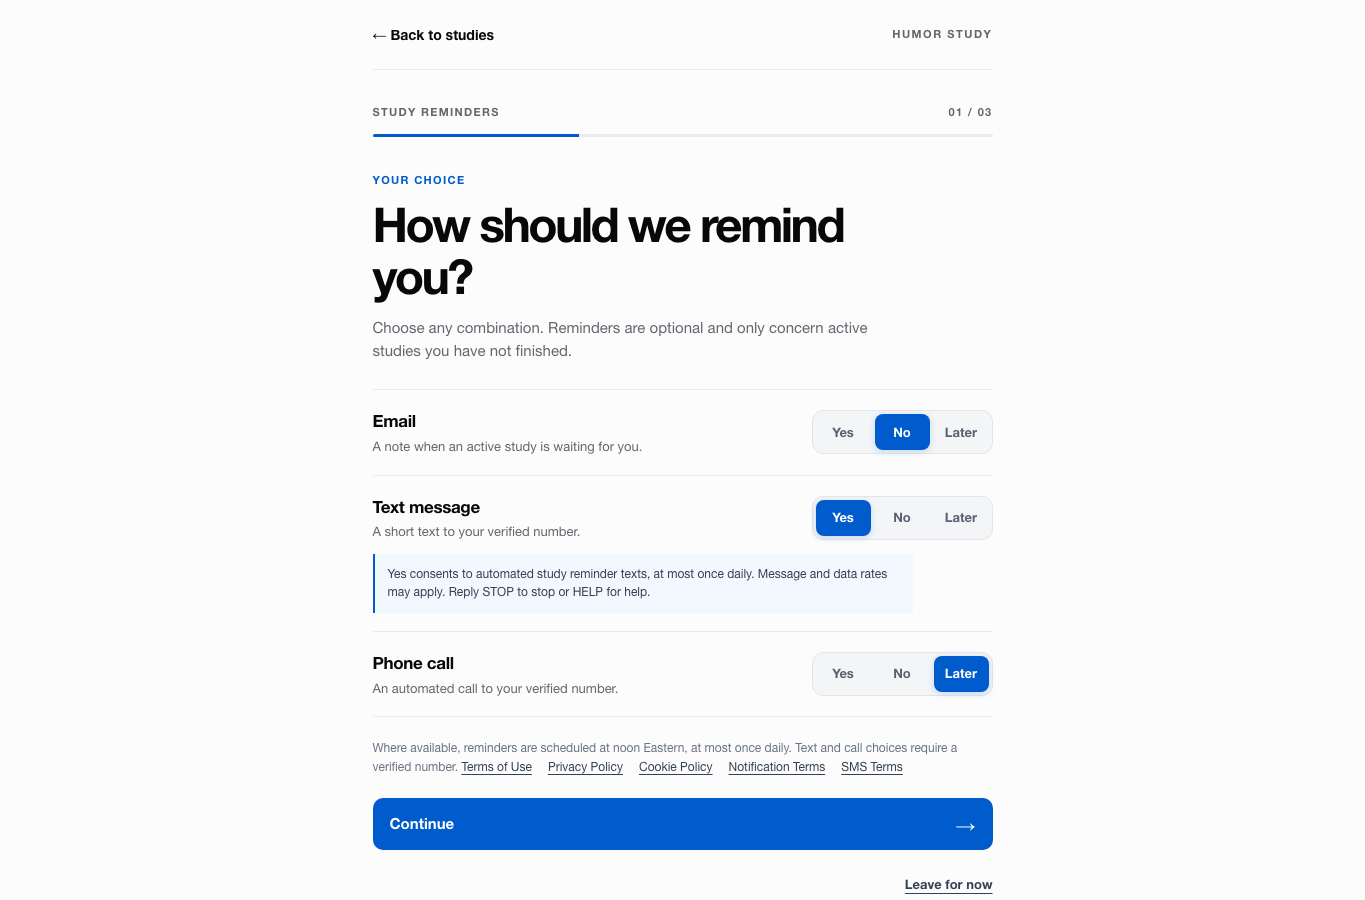 ← Back to studies
HUMOR STUDY
STUDY REMINDERS
01 / 03
YOUR CHOICE
How should we remind
you?
Choose any combination. Reminders are optional and only concern active
studies you have not finished.
Email
A note when an active study is waiting for you.
Yes No Later
Text message
A short text to your verified number.
Yes No Later
Yes consents to automated study reminder texts, at most once daily. Message and data rates
may apply. Reply STOP to stop or HELP for help.
Phone call
An automated call to your verified number.
Yes No Later
Where available, reminders are scheduled at noon Eastern, at most once daily. Text and call choices require a
verified number. Terms of Use Privacy Policy Cookie Policy Notification Terms SMS Terms
Continue →
Leave for now